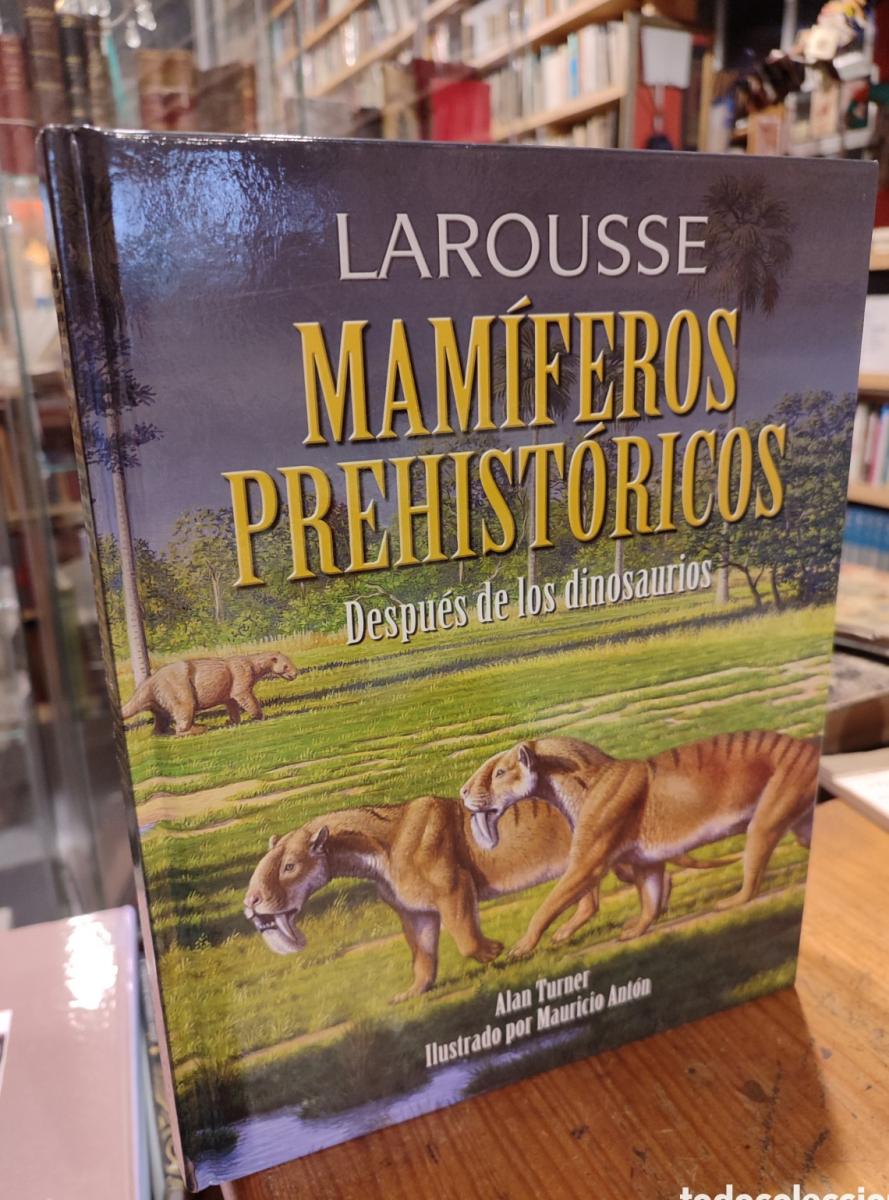 LAROUSSE
MAMÍFEROS
PREHISTÓRICOS
Después de los dinosaurios
Alan Turner
Ilustrado por Mauricio Antón